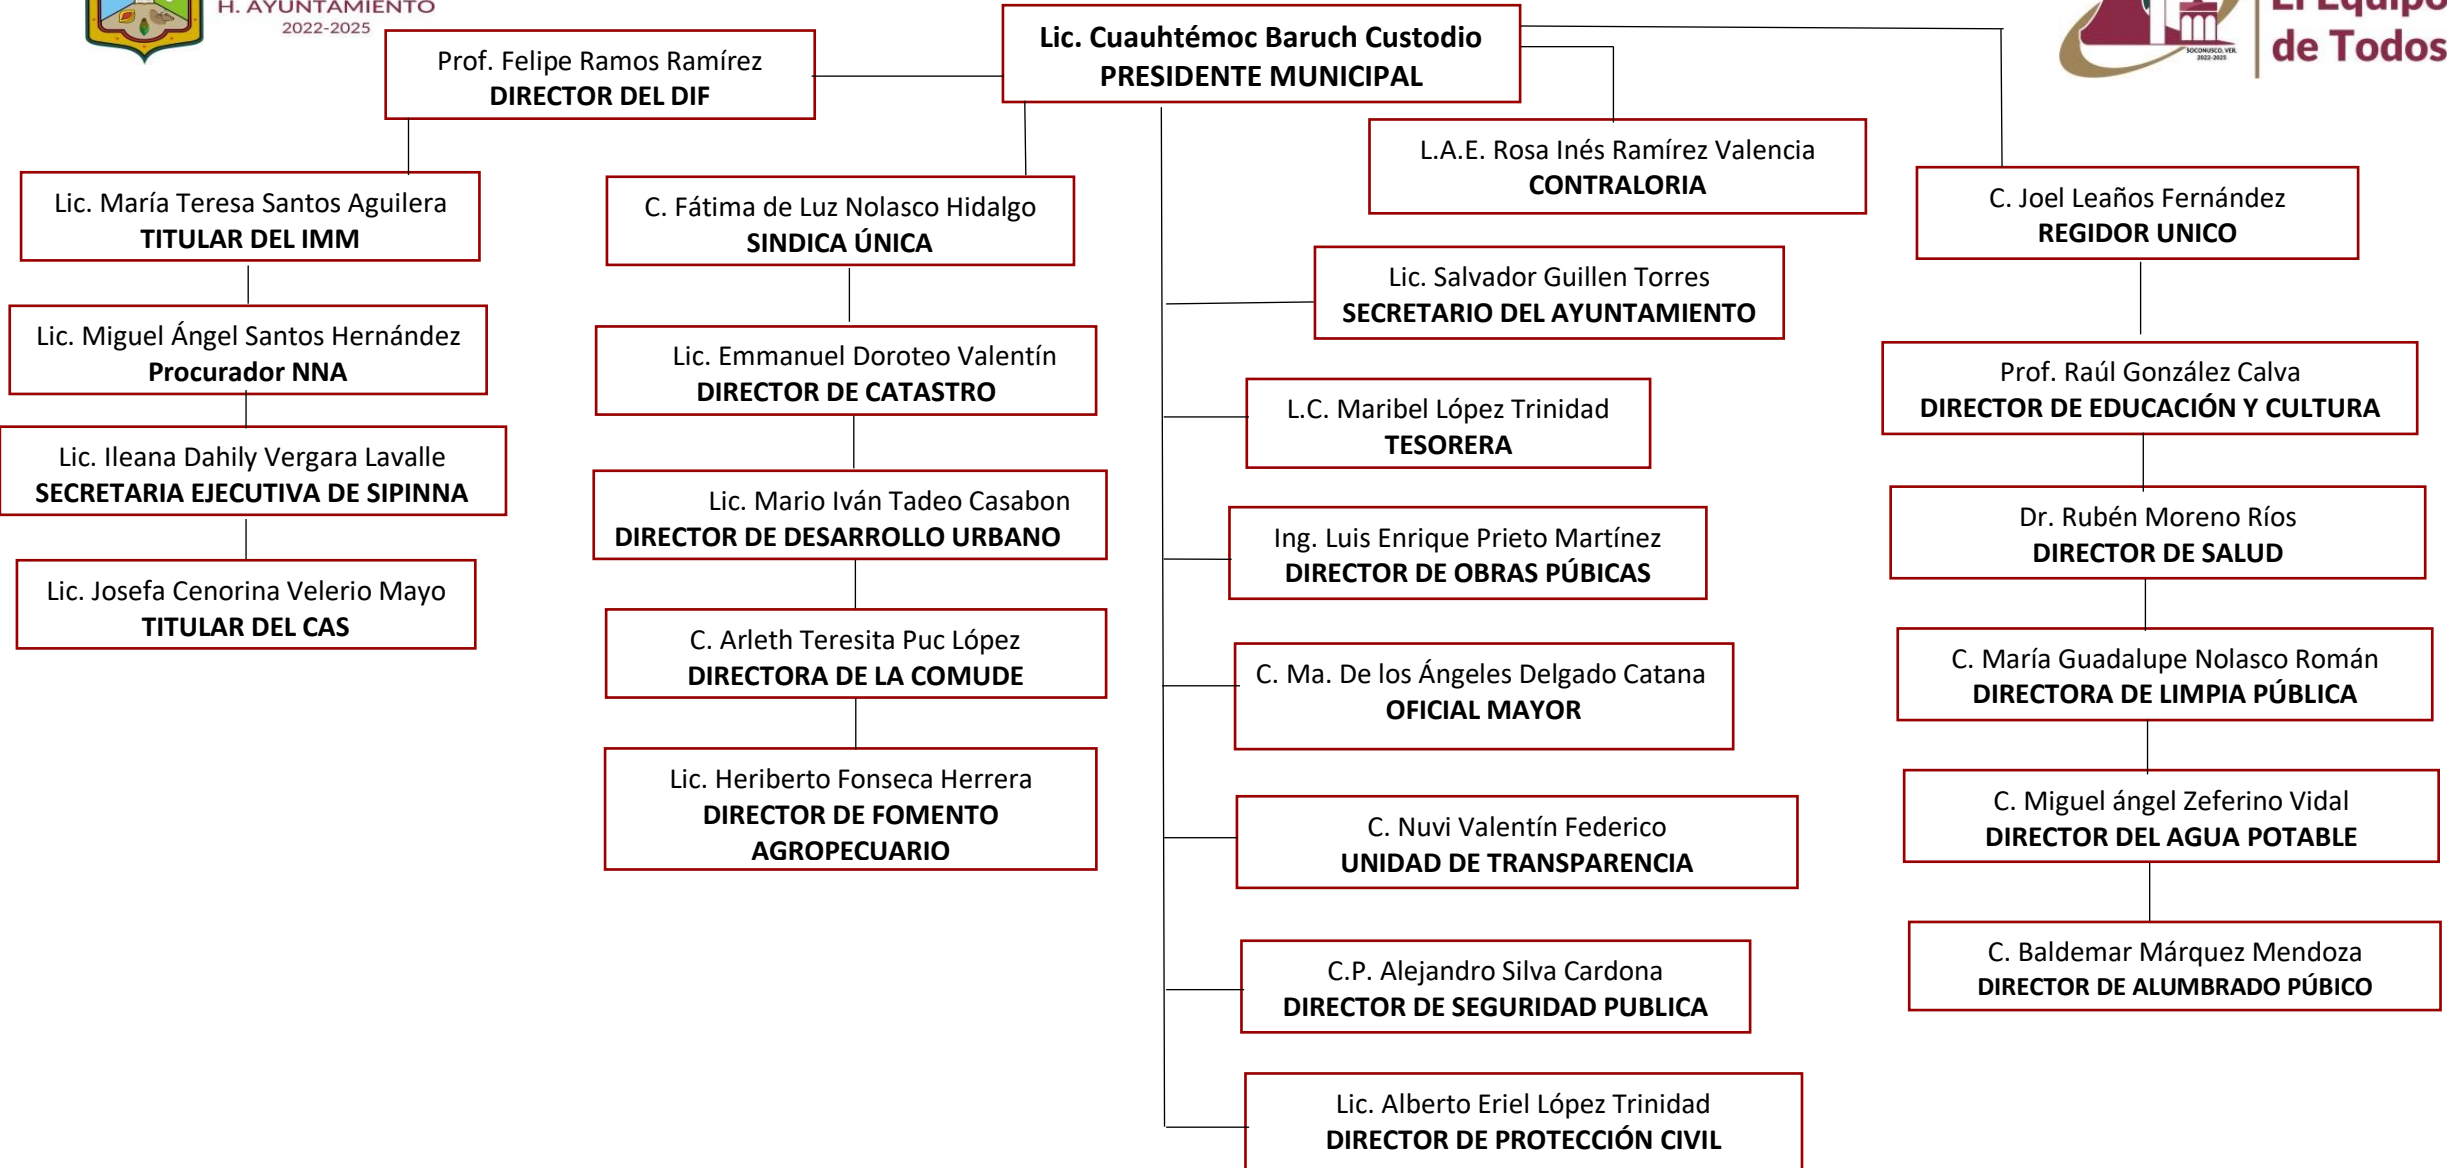 H. AYUNTAMIENTO
2022-2025
El Equipo
de Todos
SOCONUSCO, VER.
2022-2025
Lic. Cuauhtémoc Baruch Custodio
PRESIDENTE MUNICIPAL
Prof. Felipe Ramos Ramírez
DIRECTOR DEL DIF
Lic. María Teresa Santos Aguilera
TITULAR DEL IMM
Lic. Miguel Ángel Santos Hernández
Procurador NNA
Lic. Ileana Dahily Vergara Lavalle
SECRETARIA EJECUTIVA DE SIPINNA
Lic. Josefa Cenorina Velerio Mayo
TITULAR DEL CAS
C. Fátima de Luz Nolasco Hidalgo
SINDICA ÚNICA
Lic. Emmanuel Doroteo Valentín
DIRECTOR DE CATASTRO
Lic. Mario Iván Tadeo Casabon
DIRECTOR DE DESARROLLO URBANO
C. Arleth Teresita Puc López
DIRECTORA DE LA COMUDE
Lic. Heriberto Fonseca Herrera
DIRECTOR DE FOMENTO
AGROPECUARIO
L.A.E. Rosa Inés Ramírez Valencia
CONTRALORIA
Lic. Salvador Guillen Torres
SECRETARIO DEL AYUNTAMIENTO
L.C. Maribel López Trinidad
TESORERA
Ing. Luis Enrique Prieto Martínez
DIRECTOR DE OBRAS PÚBICAS
C. Ma. De los Ángeles Delgado Catana
OFICIAL MAYOR
C. Nuvi Valentín Federico
UNIDAD DE TRANSPARENCIA
C.P. Alejandro Silva Cardona
DIRECTOR DE SEGURIDAD PUBLICA
Lic. Alberto Eriel López Trinidad
DIRECTOR DE PROTECCIÓN CIVIL
C. Joel Leaños Fernández
REGIDOR UNICO
Prof. Raúl González Calva
DIRECTOR DE EDUCACIÓN Y CULTURA
Dr. Rubén Moreno Ríos
DIRECTOR DE SALUD
C. María Guadalupe Nolasco Román
DIRECTORA DE LIMPIA PÚBLICA
C. Miguel ángel Zeferino Vidal
DIRECTOR DEL AGUA POTABLE
C. Baldemar Márquez Mendoza
DIRECTOR DE ALUMBRADO PÚBICO